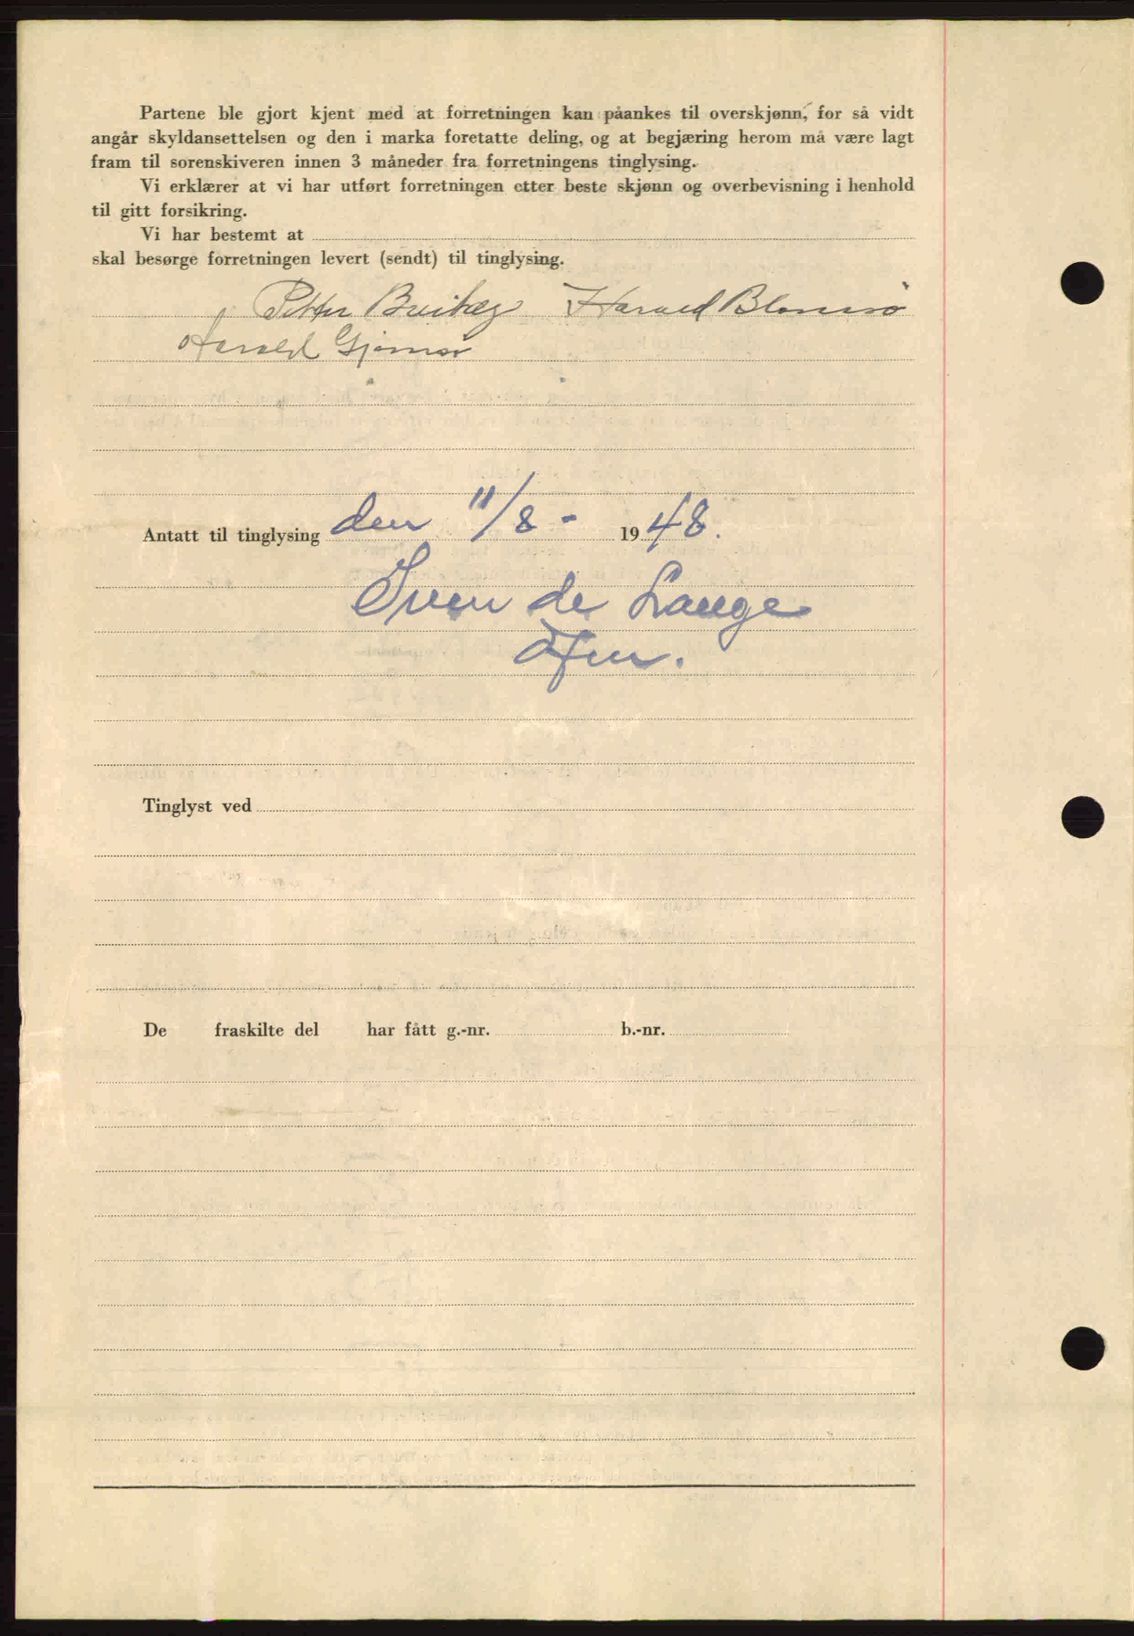 Partene ble gjort kjent med at forretningen kan påankes til overskjønn, for så vidt
angår skyldansettelsen og den i marka foretatte deling, og at begjæring herom må være lagt
fram til sorenskiveren innen 3 måneder fra forretningens tinglysing.
Vi erklærer at vi har utført forretningen etter beste skjønn og overbevisning i henhold
til gitt forsikring.
Vi har bestemt at
skal besørge forretningen levert (sendt) til tinglysing.
Petter Harald
Harald
Antatt til tinglysing den 11/8 - 1948.
Sven de Lange
Tinglyst ved
De fraskilte del har fått g.-nr. b.-nr.